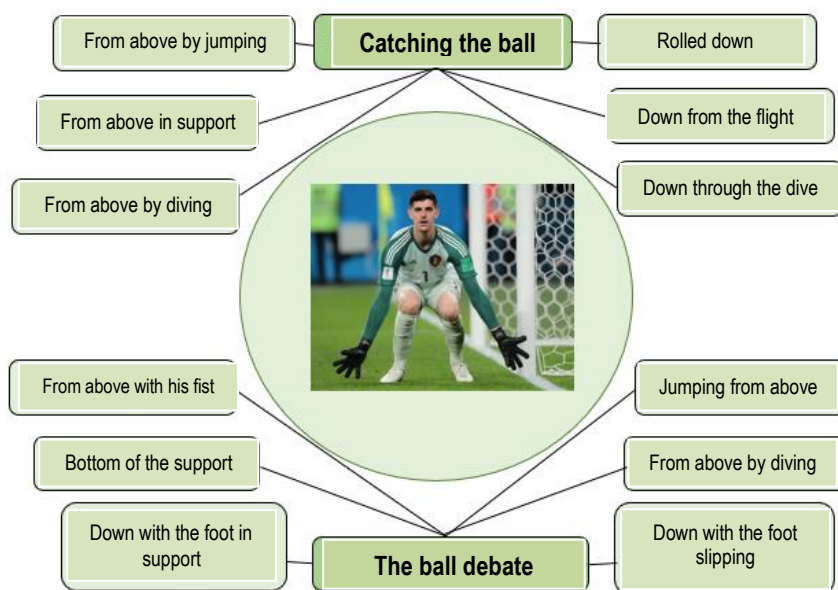 From above by jumping
Catching the ball
Rolled down
From above in support
Down from the flight
From above by diving
Down through the dive
1
From above with his fist
Jumping from above
Bottom of the support
From above by diving
Down with the foot in
support
The ball debate
Down with the foot
slipping